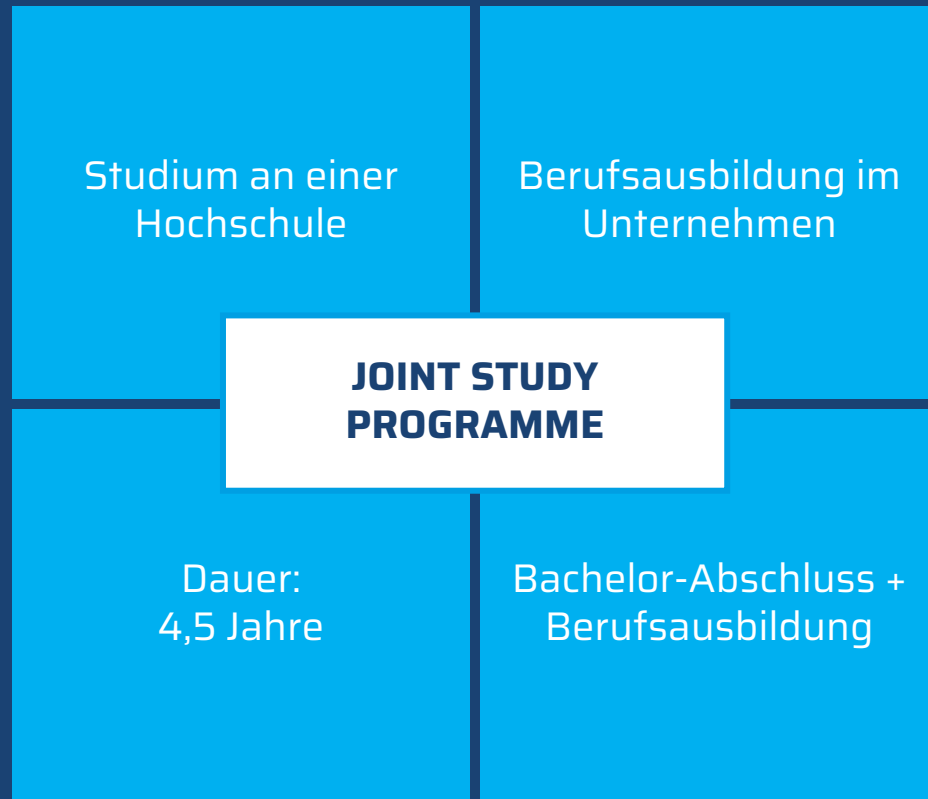 Studium an einer
Hochschule
Berufsausbildung im
Unternehmen
JOINT STUDY
PROGRAMME
Dauer:
4,5 Jahre
Bachelor-Abschluss +
Berufsausbildung